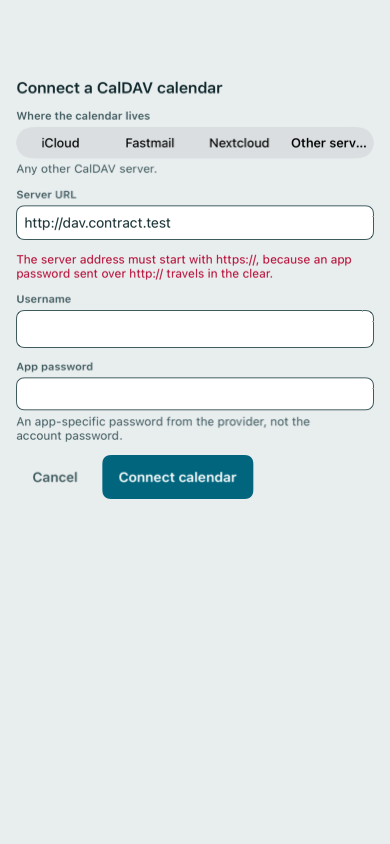 Connect a CalDAV calendar
Where the calendar lives
iCloud Fastmail Nextcloud Other serv...
Any other CalDAV server.
Server URL
http://dav.contract.test
The server address must start with https://, because an app
password sent over http:// travels in the clear.
Username
App password
An app-specific password from the provider, not the
account password.
Cancel Connect calendar